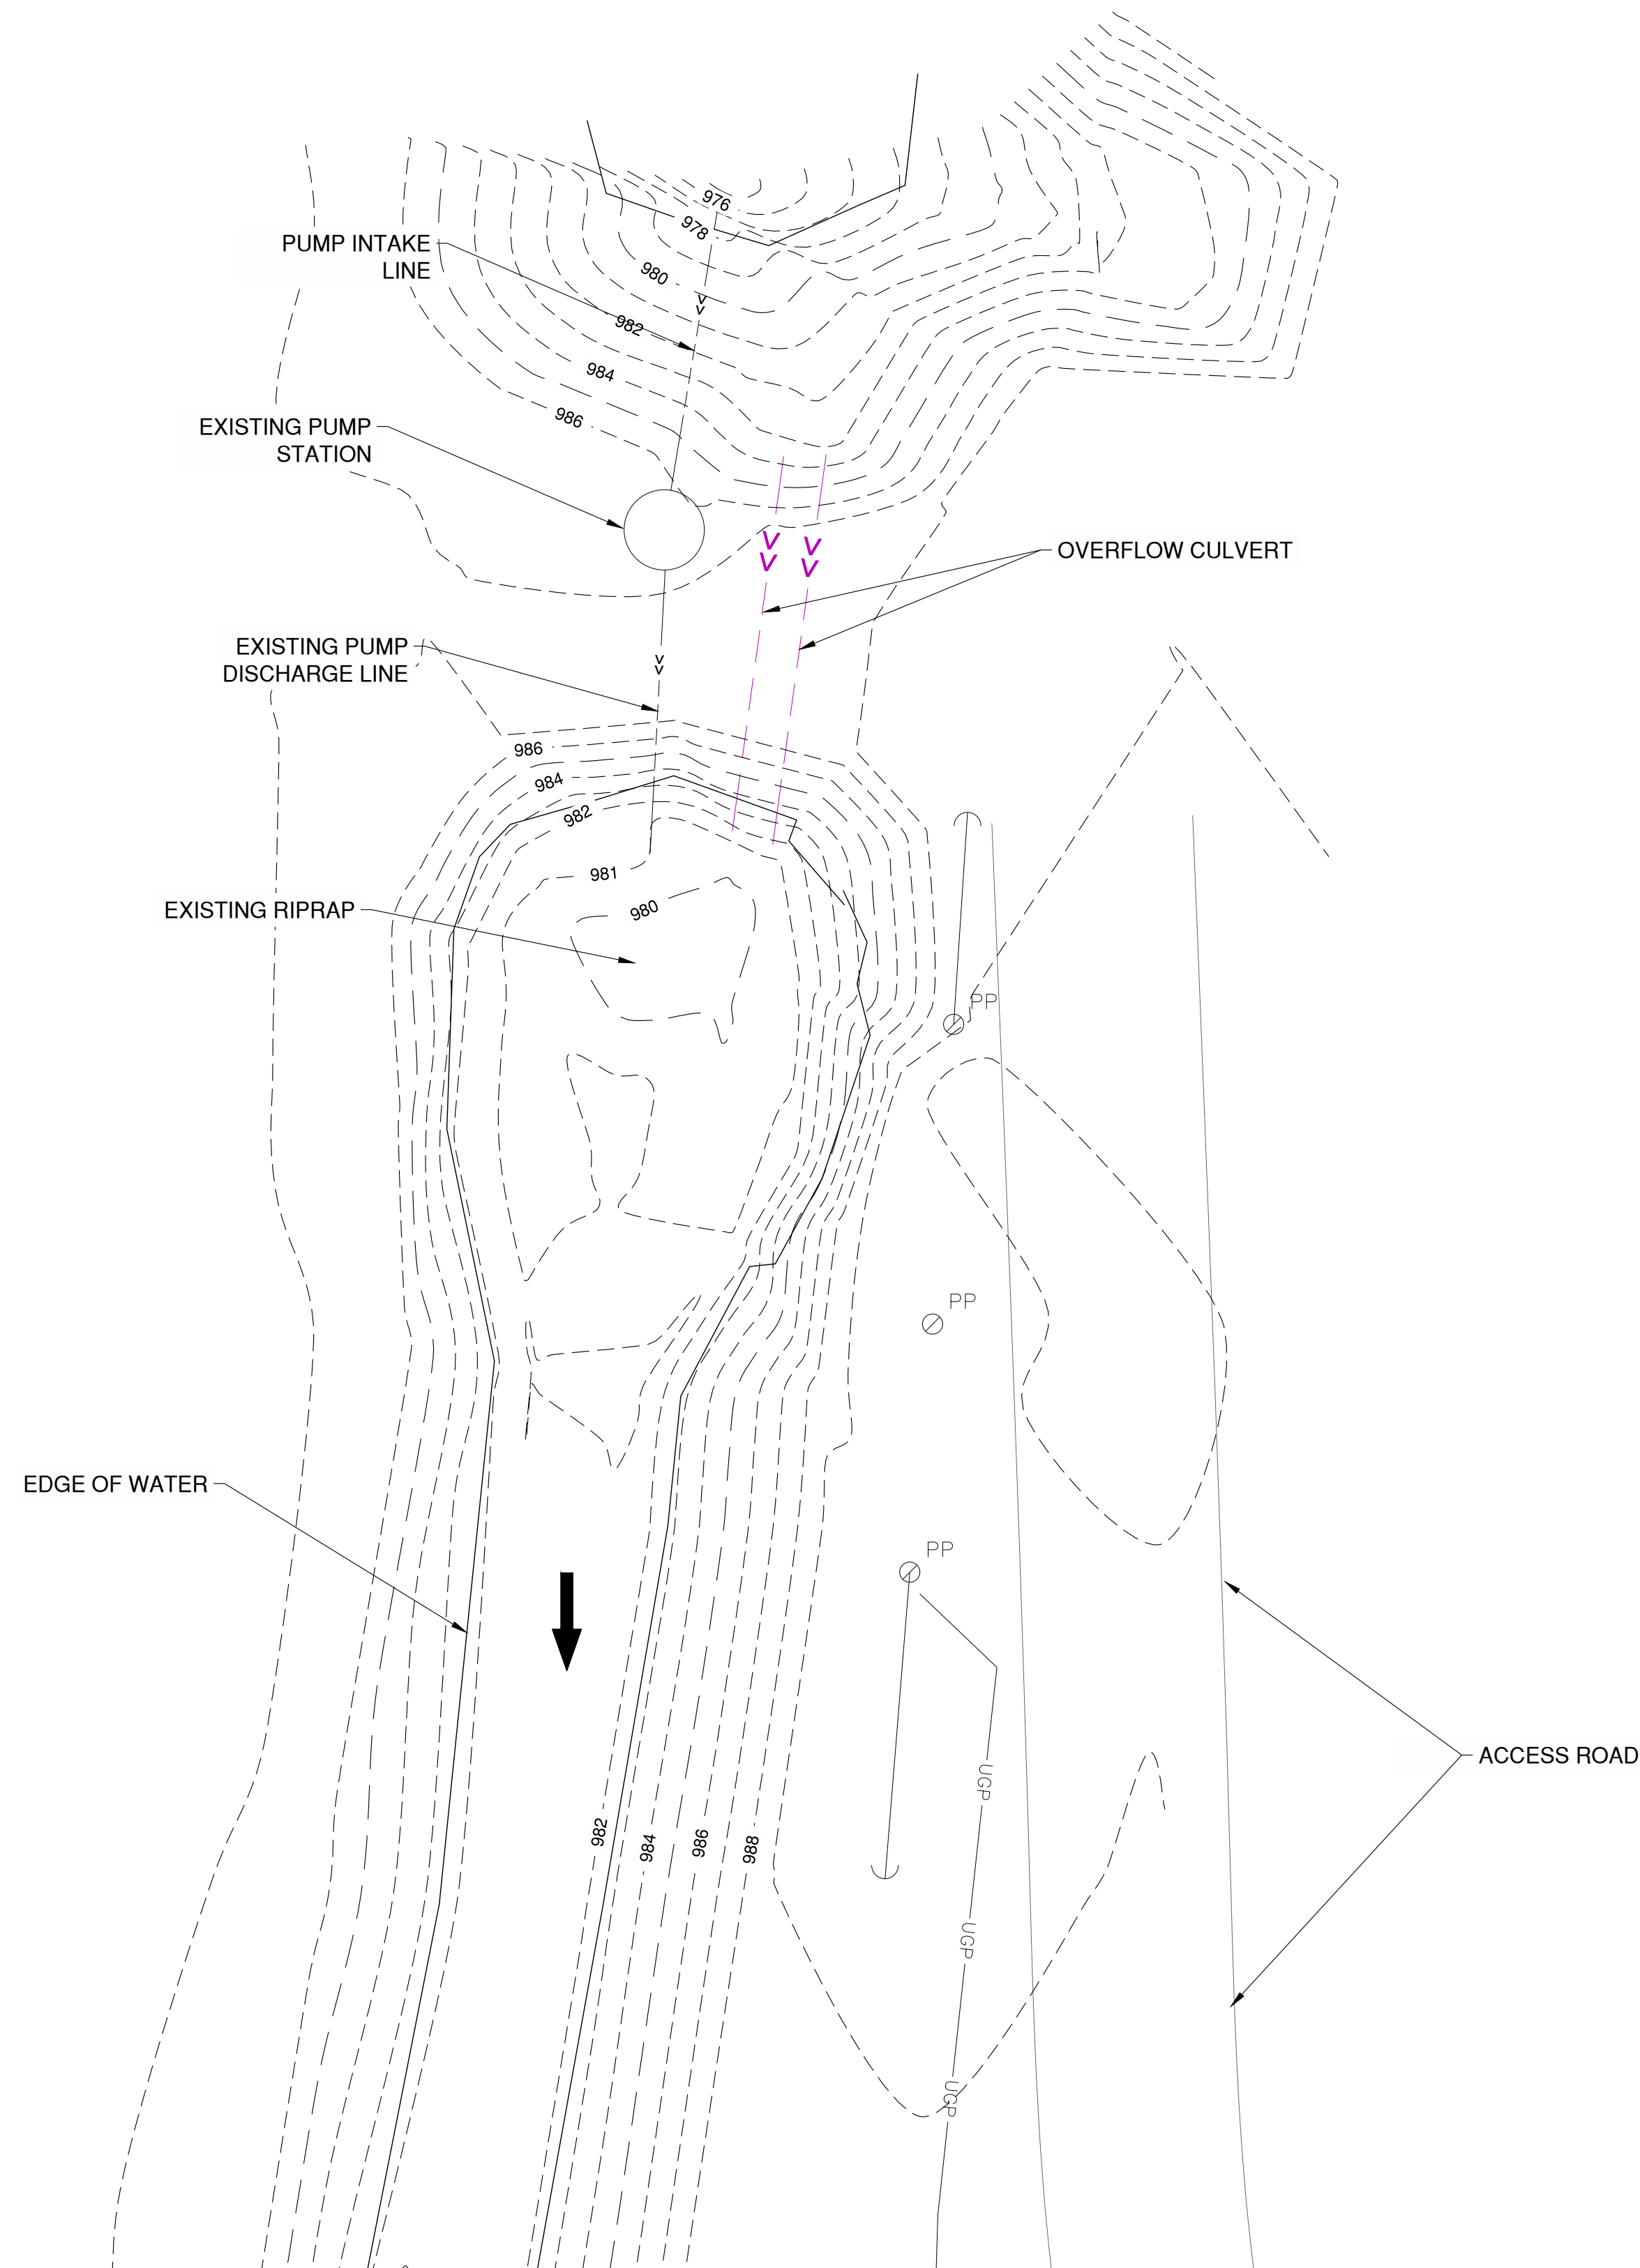 976
978
PUMP INTAKE
LINE
980
>>
982
984
986
EXISTING PUMP
STATION
>>
>>
OVERFLOW CULVERT
EXISTING PUMP
DISCHARGE LINE
>>
986
984
982
981
980
EXISTING RIPRAP
PP
PP
EDGE OF WATER
PP
ACCESS ROAD
UGP
982
984
986
988
UGP
UGP